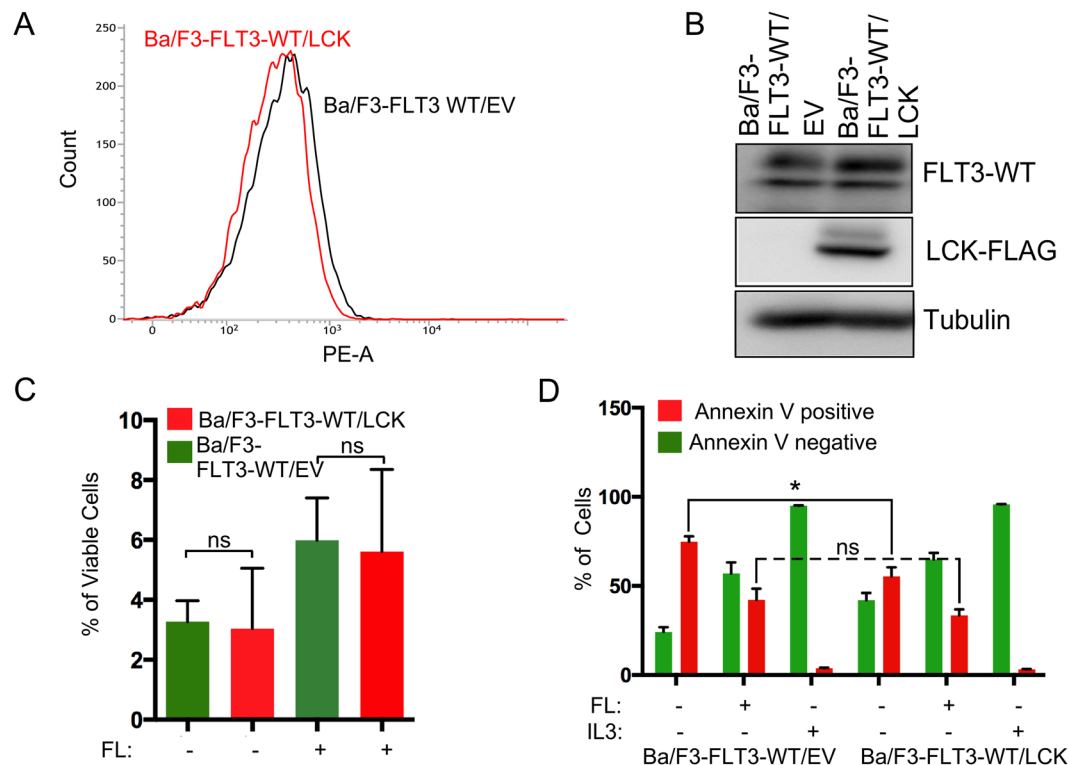 A
Ba/F3-FLT3-WT/LCK
Ba/F3-FLT3 WT/EV
Count
250
200
150
100
50
0
0 10² 10³ 10⁴
PE-A
B
Ba/F3-
FLT3-WT/
EV
Ba/F3-
FLT3-WT/
LCK
FLT3-WT
LCK-FLAG
Tubulin
C
Ba/F3-FLT3-WT/LCK
Ba/F3-
FLT3-WT/EV
% of Viable Cells
10
8
6
4
2
0
ns
ns
FL: - - + +
D
Annexin V positive
Annexin V negative
% of Cells
150
100
50
0
*
ns
FL: - + - - + -
IL3: - - + - - +
Ba/F3-FLT3-WT/EV Ba/F3-FLT3-WT/LCK